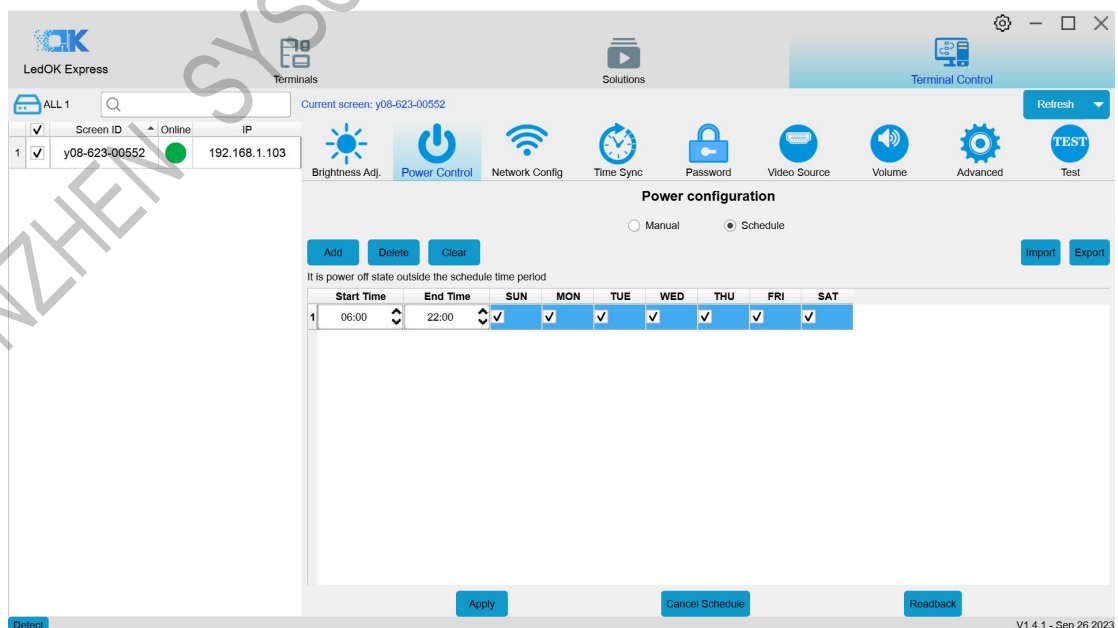 LedOK Express
Terminals
Solutions
Terminal Control
ALL 1
Current screen: y08-623-00552
Refresh
Screen ID Online IP
1 y08-623-00552 192.168.1.103
Brightness Adj. Power Control Network Config Time Sync Password Video Source Volume Advanced TEST Test
Power configuration
Manual Schedule
Add Delete Clear Import Export
It is power off state outside the schedule time period
Start Time End Time SUN MON TUE WED THU FRI SAT
1 06:00 22:00
Apply Cancel Schedule Readback
Detect V1.4.1 - Sep 26 2023
NZHEN SYS